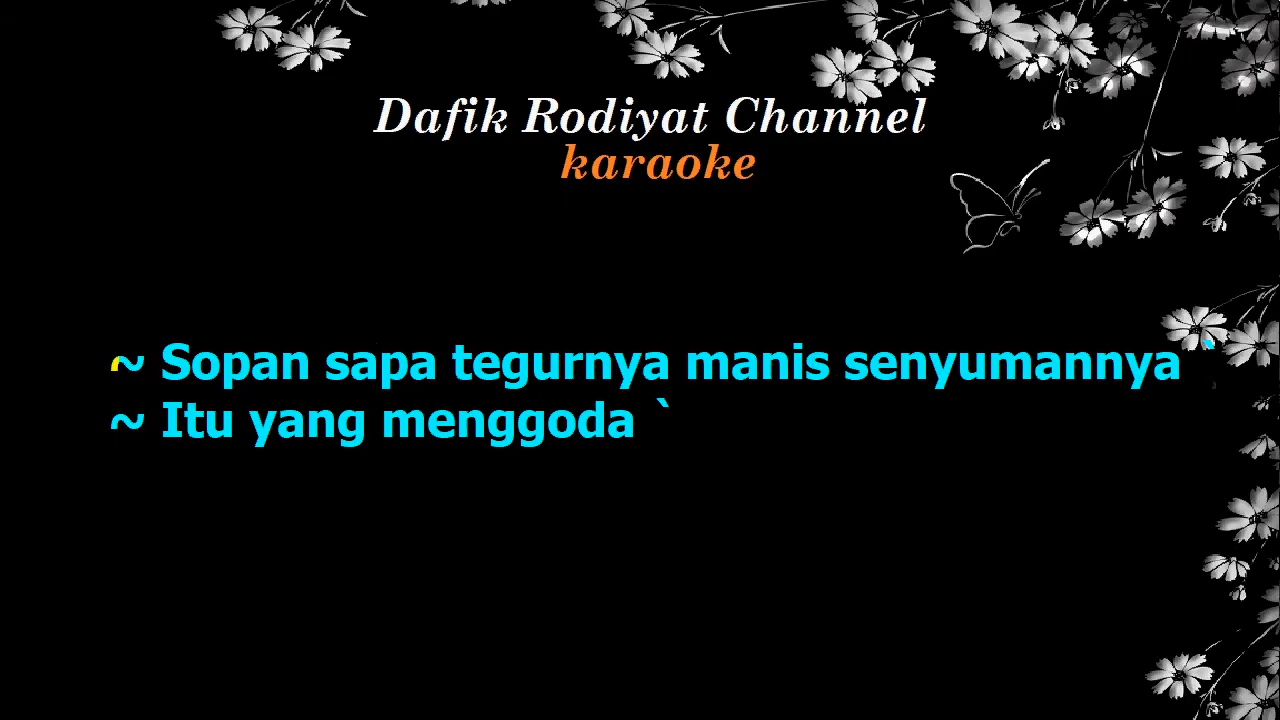 Dafik Rodiyat Channel
karaoke
~ Sopan sapa tegurnya manis senyumannya `
~ Itu yang menggoda `